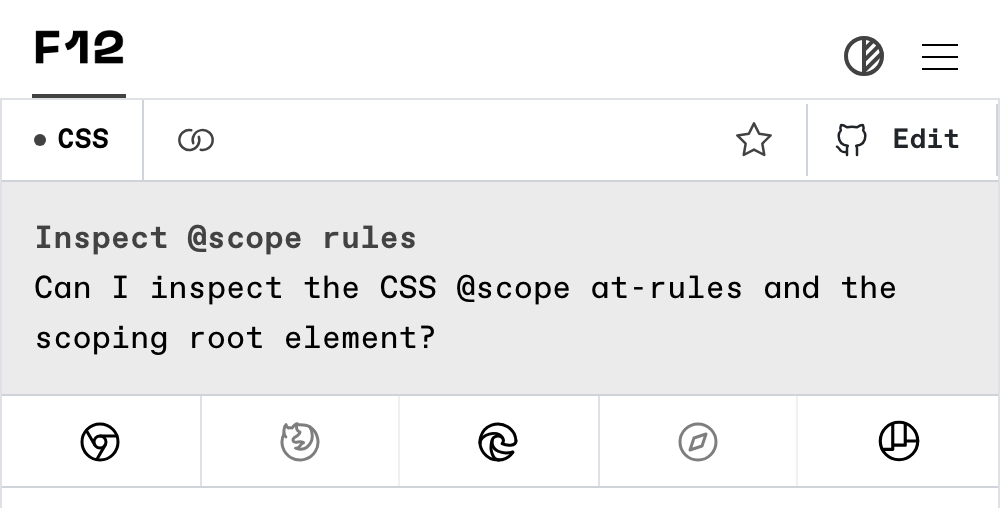 F12
CSS
Edit
Inspect @scope rules
Can I inspect the CSS @scope at-rules and the
scoping root element?